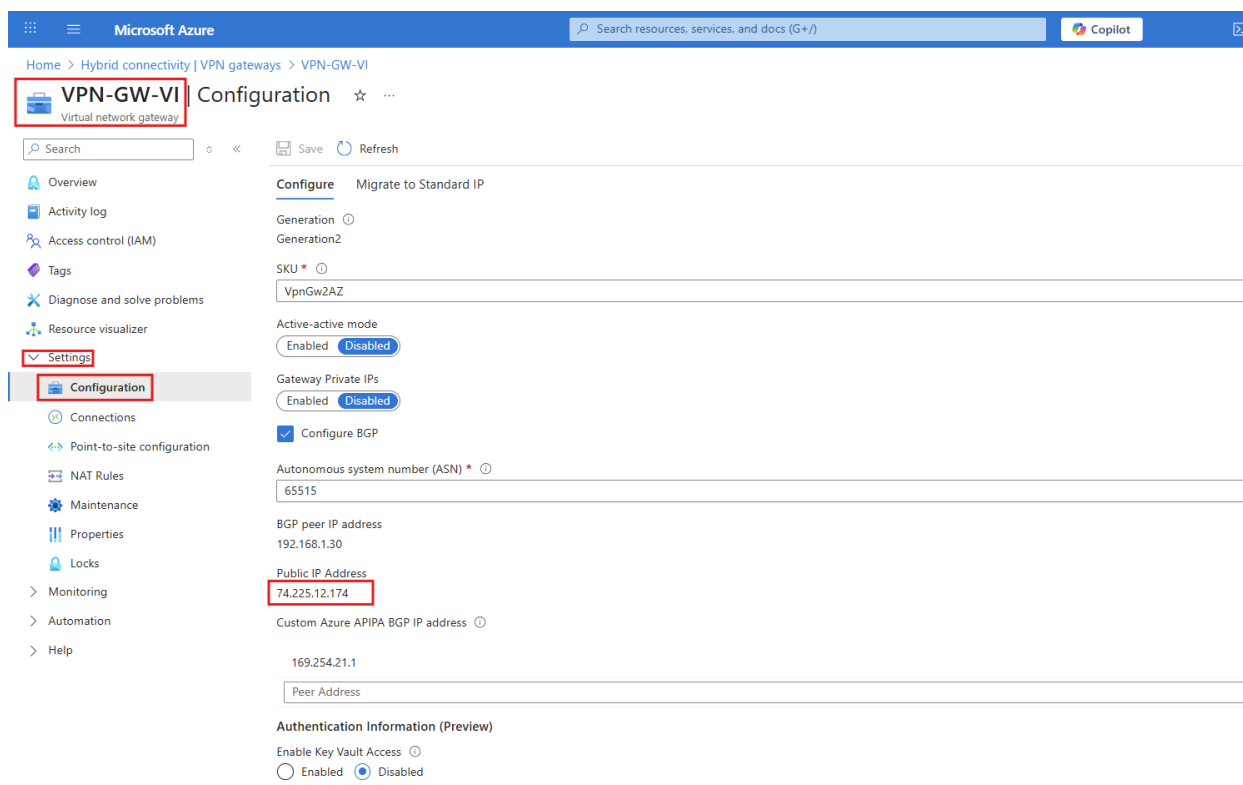 Microsoft Azure
Search resources, services, and docs (G+/)
Copilot
Home > Hybrid connectivity | VPN gateways > VPN-GW-VI
VPN-GW-VI | Configuration
Virtual network gateway
Search
Save
Refresh
Overview
Activity log
Access control (IAM)
Tags
Diagnose and solve problems
Resource visualizer
Settings
Configuration
Connections
Point-to-site configuration
NAT Rules
Maintenance
Properties
Locks
Monitoring
Automation
Help
Configure
Migrate to Standard IP
Generation
Generation2
SKU *
VpnGw2AZ
Active-active mode
Enabled Disabled
Gateway Private IPs
Enabled Disabled
Configure BGP
Autonomous system number (ASN) *
65515
BGP peer IP address
192.168.1.30
Public IP Address
74.225.12.174
Custom Azure APIPA BGP IP address
169.254.21.1
Peer Address
Authentication Information (Preview)
Enable Key Vault Access
Enabled Disabled